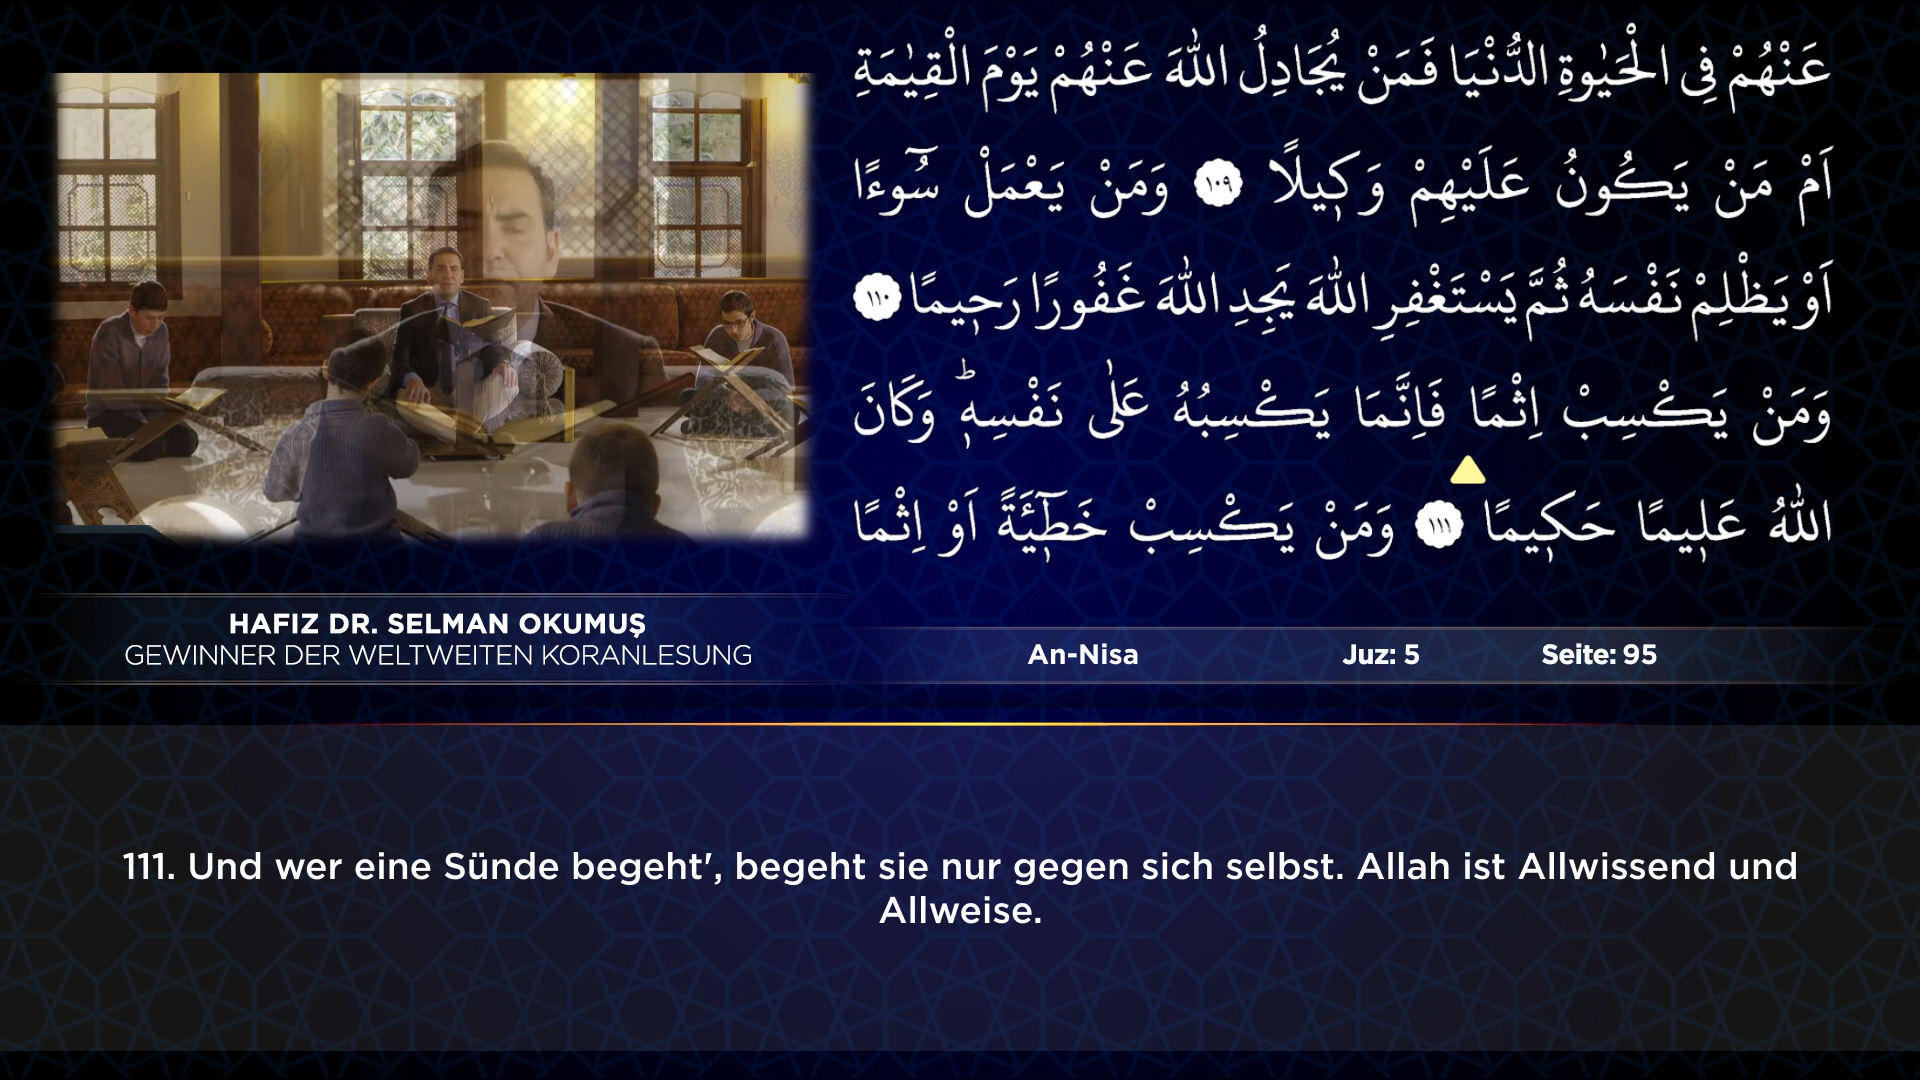 عَنْهُمْ فِى الْحَيٰوةِ الدُّنْيَا فَمَنْ يُجَادِلُ اللّٰهَ عَنْهُمْ يَوْمَ الْقِيٰمَةِ
اَمْ مَنْ يَكُونُ عَلَيْهِمْ وَكٖيلًا ١٠٩ وَمَنْ يَعْمَلْ سُٓوءًا
اَوْ يَظْلِمْ نَفْسَهُ ثُمَّ يَسْتَغْفِرِ اللّٰهَ يَجِدِ اللّٰهَ غَفُورًا رَحٖيمًا ١١٠
وَمَنْ يَكْسِبْ اِثْمًا فَاِنَّمَا يَكْسِبُهُ عَلٰى نَفْسِهٖؕ وَكَانَ
اللّٰهُ عَلٖيمًا حَكٖيمًا ١١١ وَمَنْ يَكْسِبْ خَطٖٓيـَٔةً اَوْ اِثْمًا
HAFIZ DR. SELMAN OKUMUŞ
GEWINNER DER WELTWEITEN KORANLESUNG
An-Nisa Juz: 5 Seite: 95
111. Und wer eine Sünde begeht', begeht sie nur gegen sich selbst. Allah ist Allwissend und
Allweise.